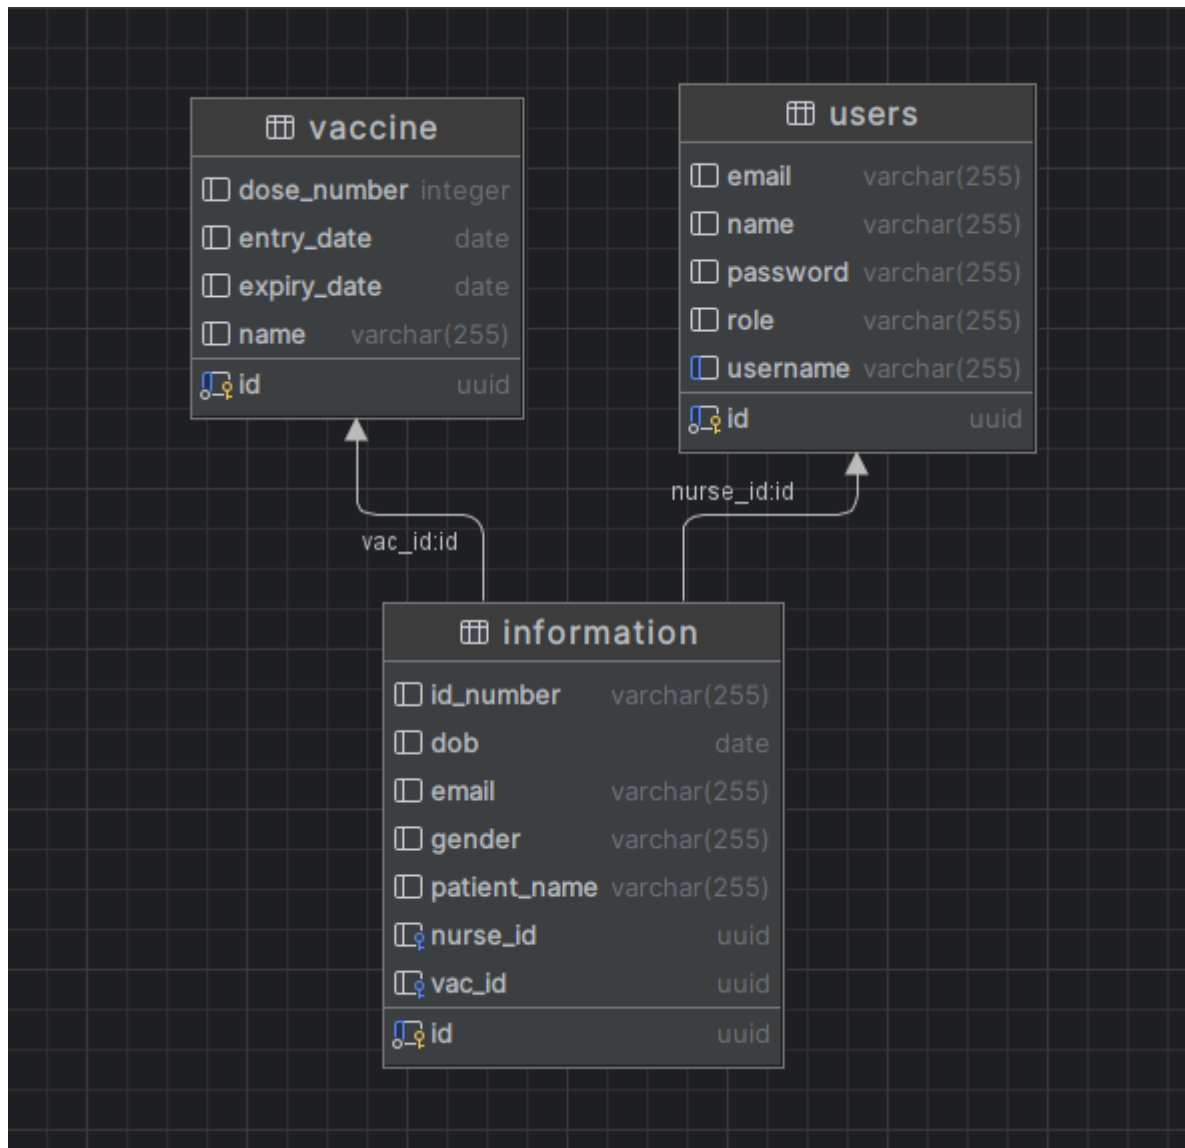 vaccine
dose_number integer
entry_date date
expiry_date date
name varchar(255)
id uuid
users
email varchar(255)
name varchar(255)
password varchar(255)
role varchar(255)
username varchar(255)
id uuid
vac_id:id
nurse_id:id
information
id_number varchar(255)
dob date
email varchar(255)
gender varchar(255)
patient_name varchar(255)
nurse_id uuid
vac_id uuid
id uuid